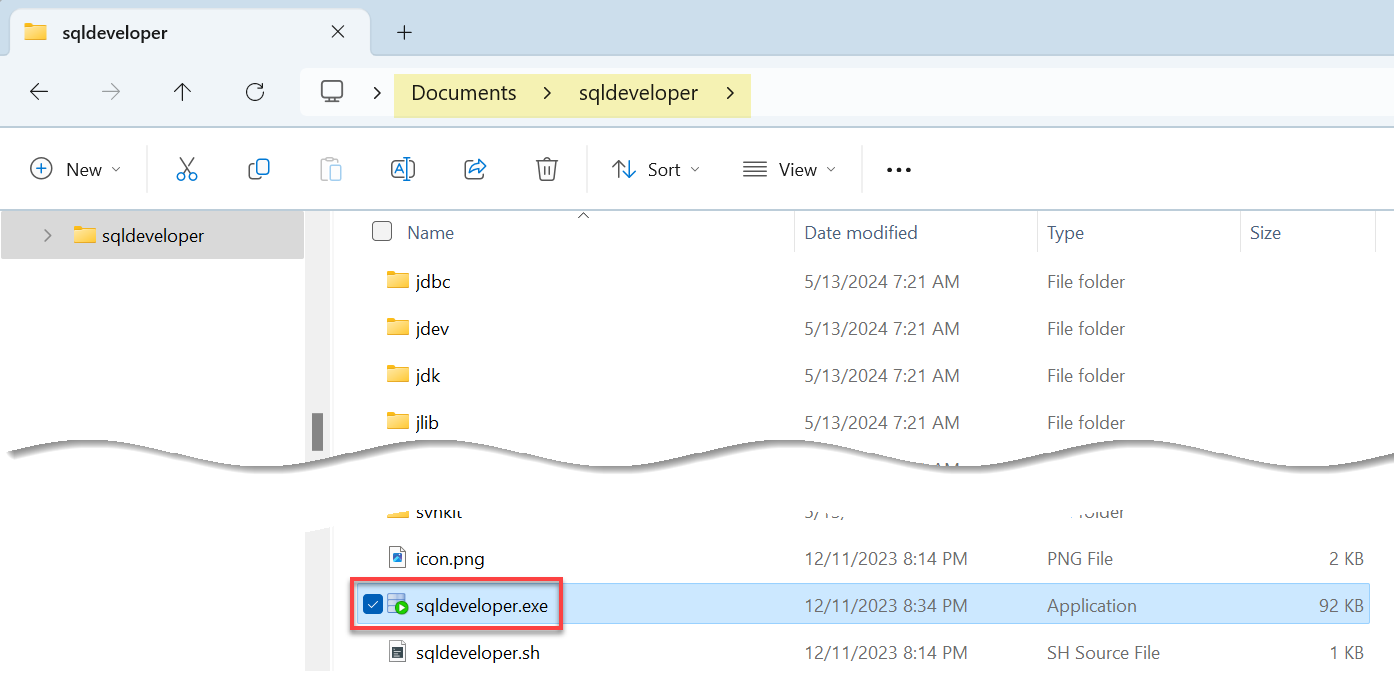 sqldeveloper
Documents > sqldeveloper >
New Sort View
sqldeveloper
Name Date modified Type Size
jdbc 5/13/2024 7:21 AM File folder
jdev 5/13/2024 7:21 AM File folder
jdk 5/13/2024 7:21 AM File folder
jlib 5/13/2024 7:21 AM File folder
svnkit
icon.png 12/11/2023 8:14 PM PNG File 2 KB
sqldeveloper.exe 12/11/2023 8:34 PM Application 92 KB
sqldeveloper.sh 12/11/2023 8:14 PM SH Source File 1 KB